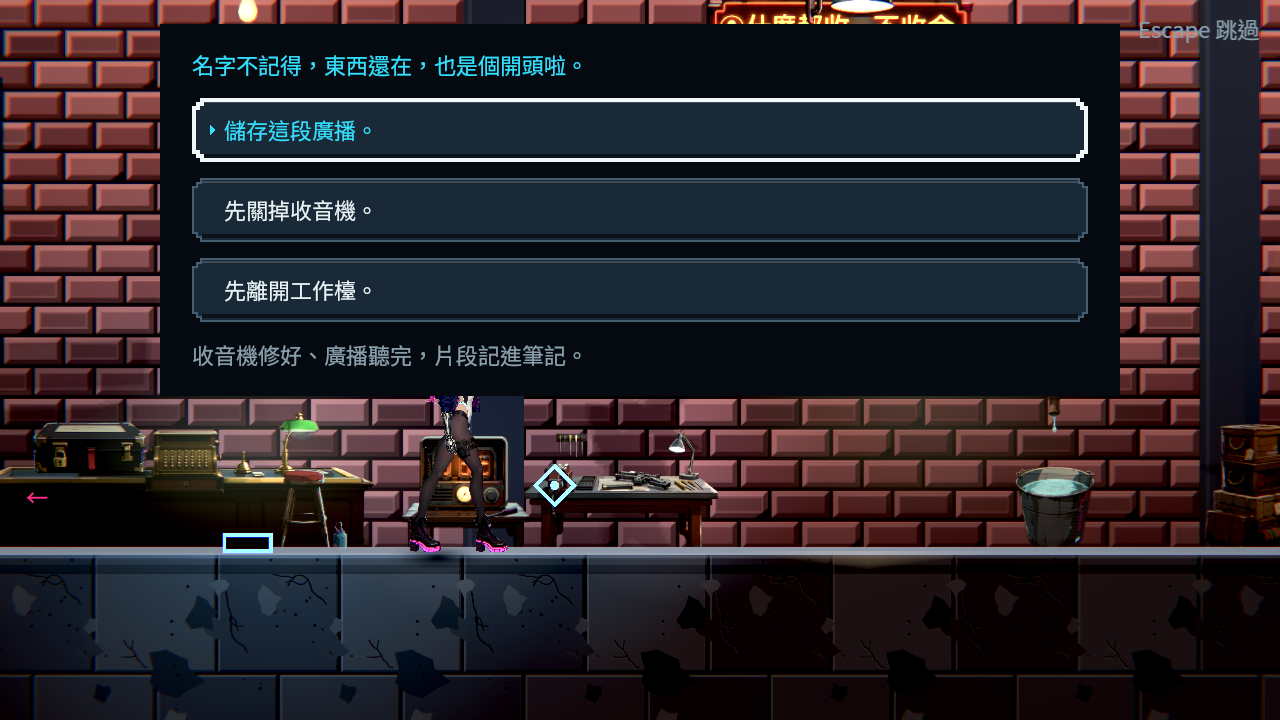 Escape 跳過
名字不記得，東西還在，也是個開頭啦。
儲存這段廣播。
先關掉收音機。
先離開工作檯。
收音機修好、廣播聽完，片段記進筆記。